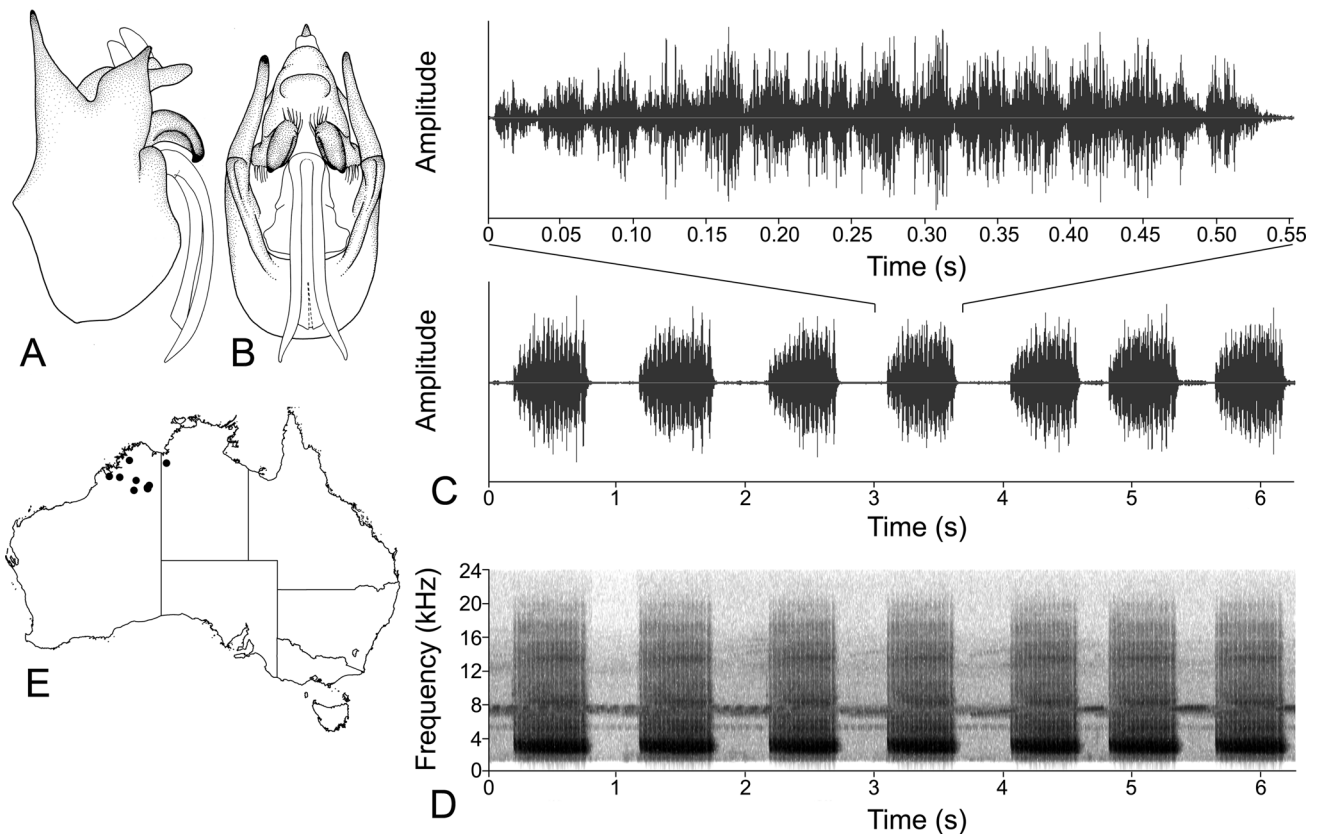 A
B
Amplitude
0 0.05 0.10 0.15 0.20 0.25 0.30 0.35 0.40 0.45 0.50 0.55
Time (s)
Amplitude
C
0 1 2 3 4 5 6
Time (s)
E
Frequency (kHz)
24
20
16
12
8
4
0
D
0 1 2 3 4 5 6
Time (s)